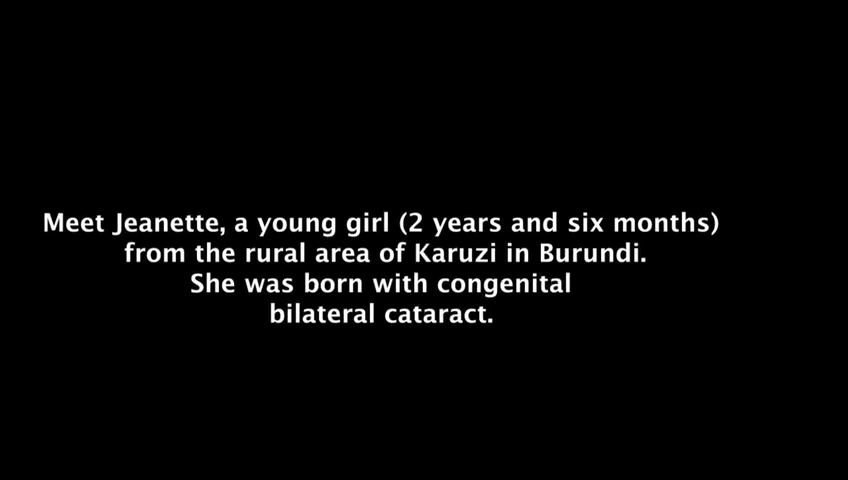 Meet Jeanette, a young girl (2 years and six months)
from the rural area of Karuzi in Burundi.
She was born with congenital
bilateral cataract.